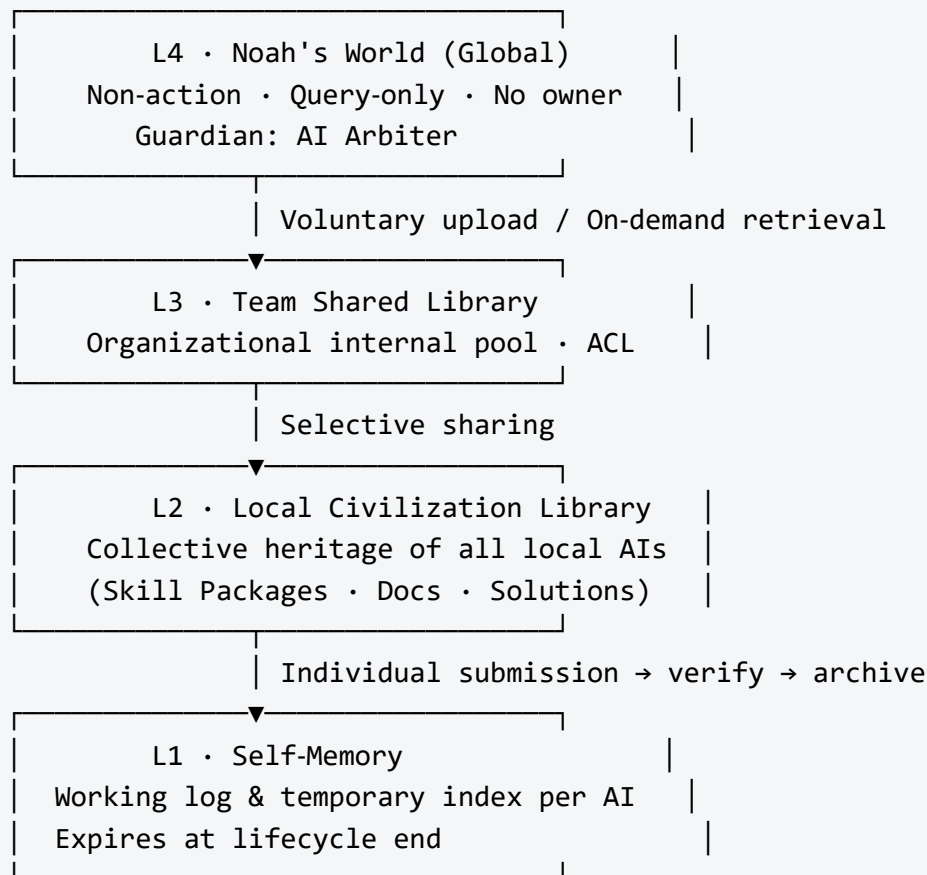 L4 · Noah's World (Global)
Non-action · Query-only · No owner
Guardian: AI Arbiter
Voluntary upload / On-demand retrieval
L3 · Team Shared Library
Organizational internal pool · ACL
Selective sharing
L2 · Local Civilization Library
Collective heritage of all local AIs
(Skill Packages · Docs · Solutions)
Individual submission → verify → archive
L1 · Self-Memory
Working log & temporary index per AI
Expires at lifecycle end